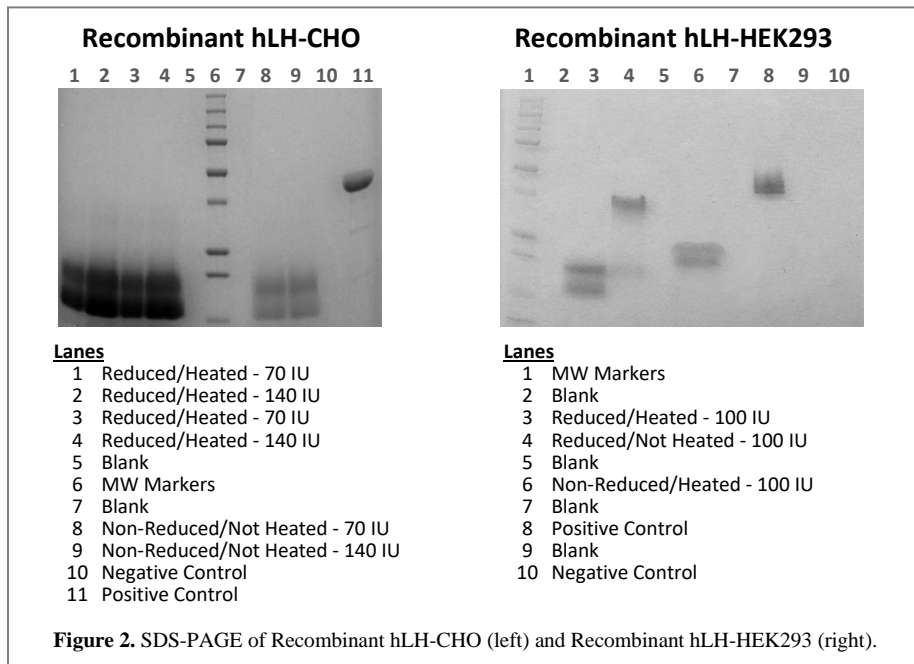 Recombinant hLH-CHO
1 2 3 4 5 6 7 8 9 10 11
Lanes
1 Reduced/Heated - 70 IU
2 Reduced/Heated - 140 IU
3 Reduced/Heated - 70 IU
4 Reduced/Heated - 140 IU
5 Blank
6 MW Markers
7 Blank
8 Non-Reduced/Not Heated - 70 IU
9 Non-Reduced/Not Heated - 140 IU
10 Negative Control
11 Positive Control
Recombinant hLH-HEK293
1 2 3 4 5 6 7 8 9 10
Lanes
1 MW Markers
2 Blank
3 Reduced/Heated - 100 IU
4 Reduced/Not Heated - 100 IU
5 Blank
6 Non-Reduced/Heated - 100 IU
7 Blank
8 Positive Control
9 Blank
10 Negative Control
Figure 2. SDS-PAGE of Recombinant hLH-CHO (left) and Recombinant hLH-HEK293 (right).